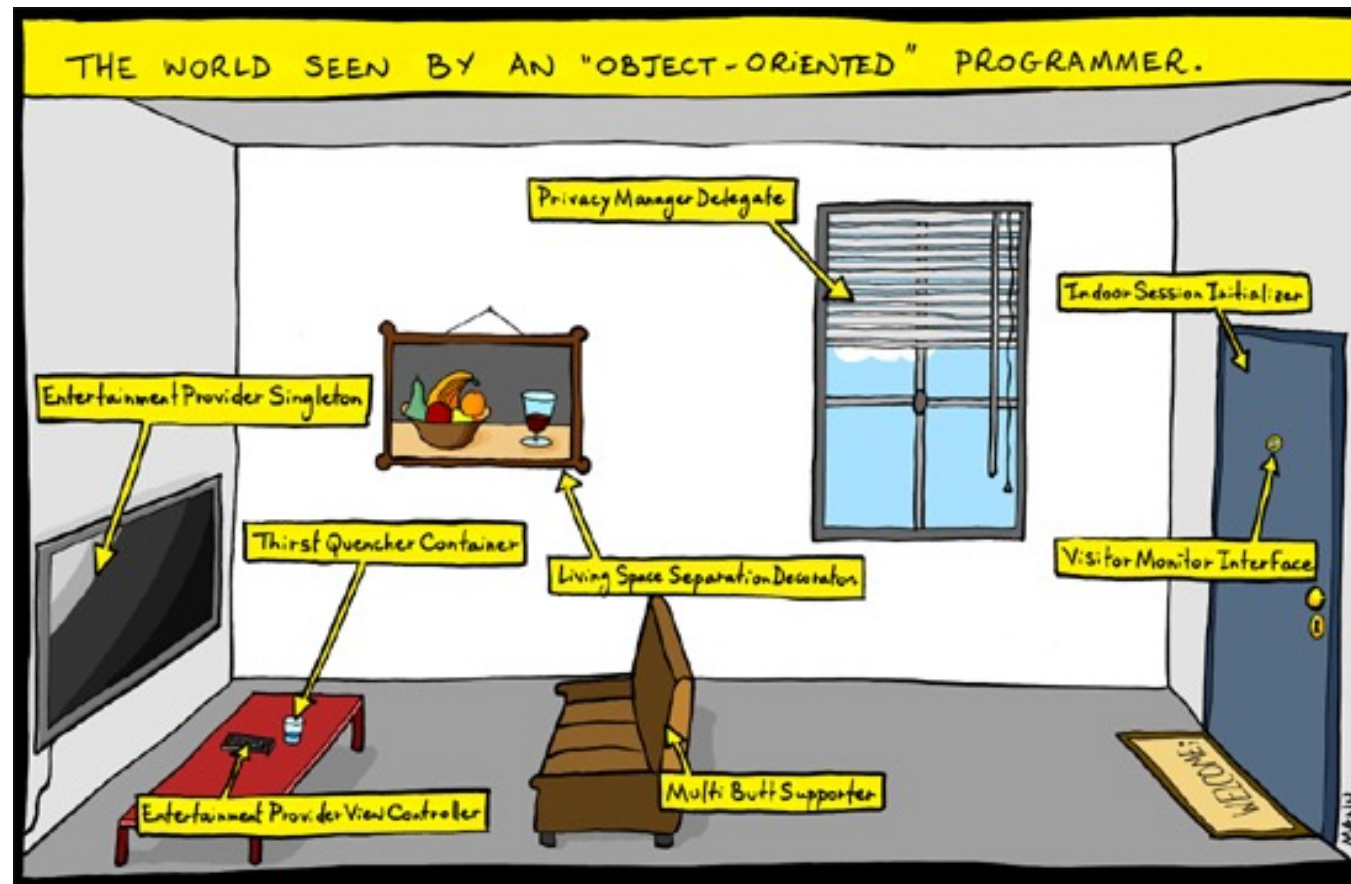 THE WORLD SEEN BY AN "OBJECT-ORIENTED" PROGRAMMER.
Privacy Manager Delegate
Indoor Session Initializer
Entertainment Provider Singleton
Thirst Quencher Container
Living Space Separation Decorator
Visitor Monitor Interface
Multi Butt Supporter
Entertainment Provider View Controller
WELCOME!
MANU